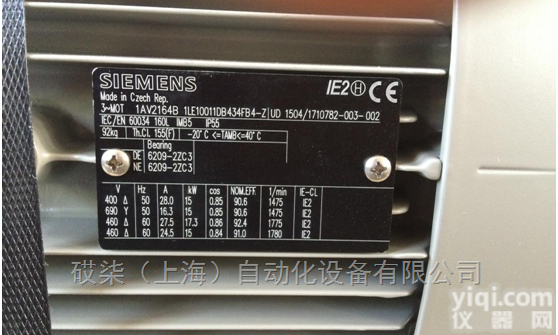 SIEMENS
IE2 H CE
Made in Czech Rep.
3~MOT 1AV2164B 1LE10011DB434FB4-Z UD 1504/1710782-003-002
IEC/EN 60034 160L IMB5 IP55
92kg Th.Cl. 155(F) -20°C <=TAMB<=40°C
Bearing
DE 6209-2ZC3
NE 6209-2ZC3
V Hz A kW cos NOM.EFF 1/min IE-CL
400 Δ 50 28.0 15 0.85 90.6 1475 IE2
690 Y 50 16.3 15 0.85 90.6 1475 IE2
460 Δ 60 27.5 17.3 0.86 92.4 1775 IE2
460 Δ 60 24.5 15 0.84 91.0 1780 IE2
砹柒（上海）自动化设备有限公司
yiqi.com
仪器网